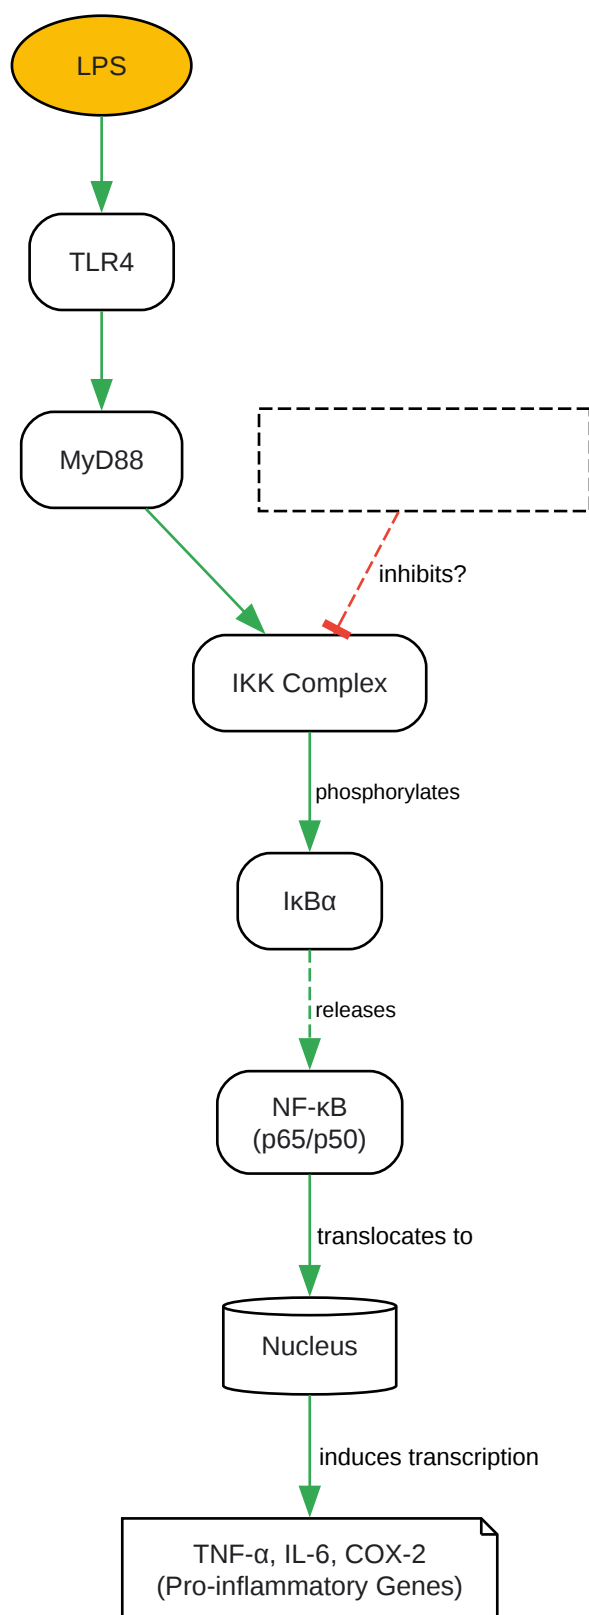 LPS
TLR4
MyD88
inhibits?
IKK Complex
phosphorylates
IκBα
releases
NF-κB
(p65/p50)
translocates to
Nucleus
induces transcription
TNF-α, IL-6, COX-2
(Pro-inflammatory Genes)